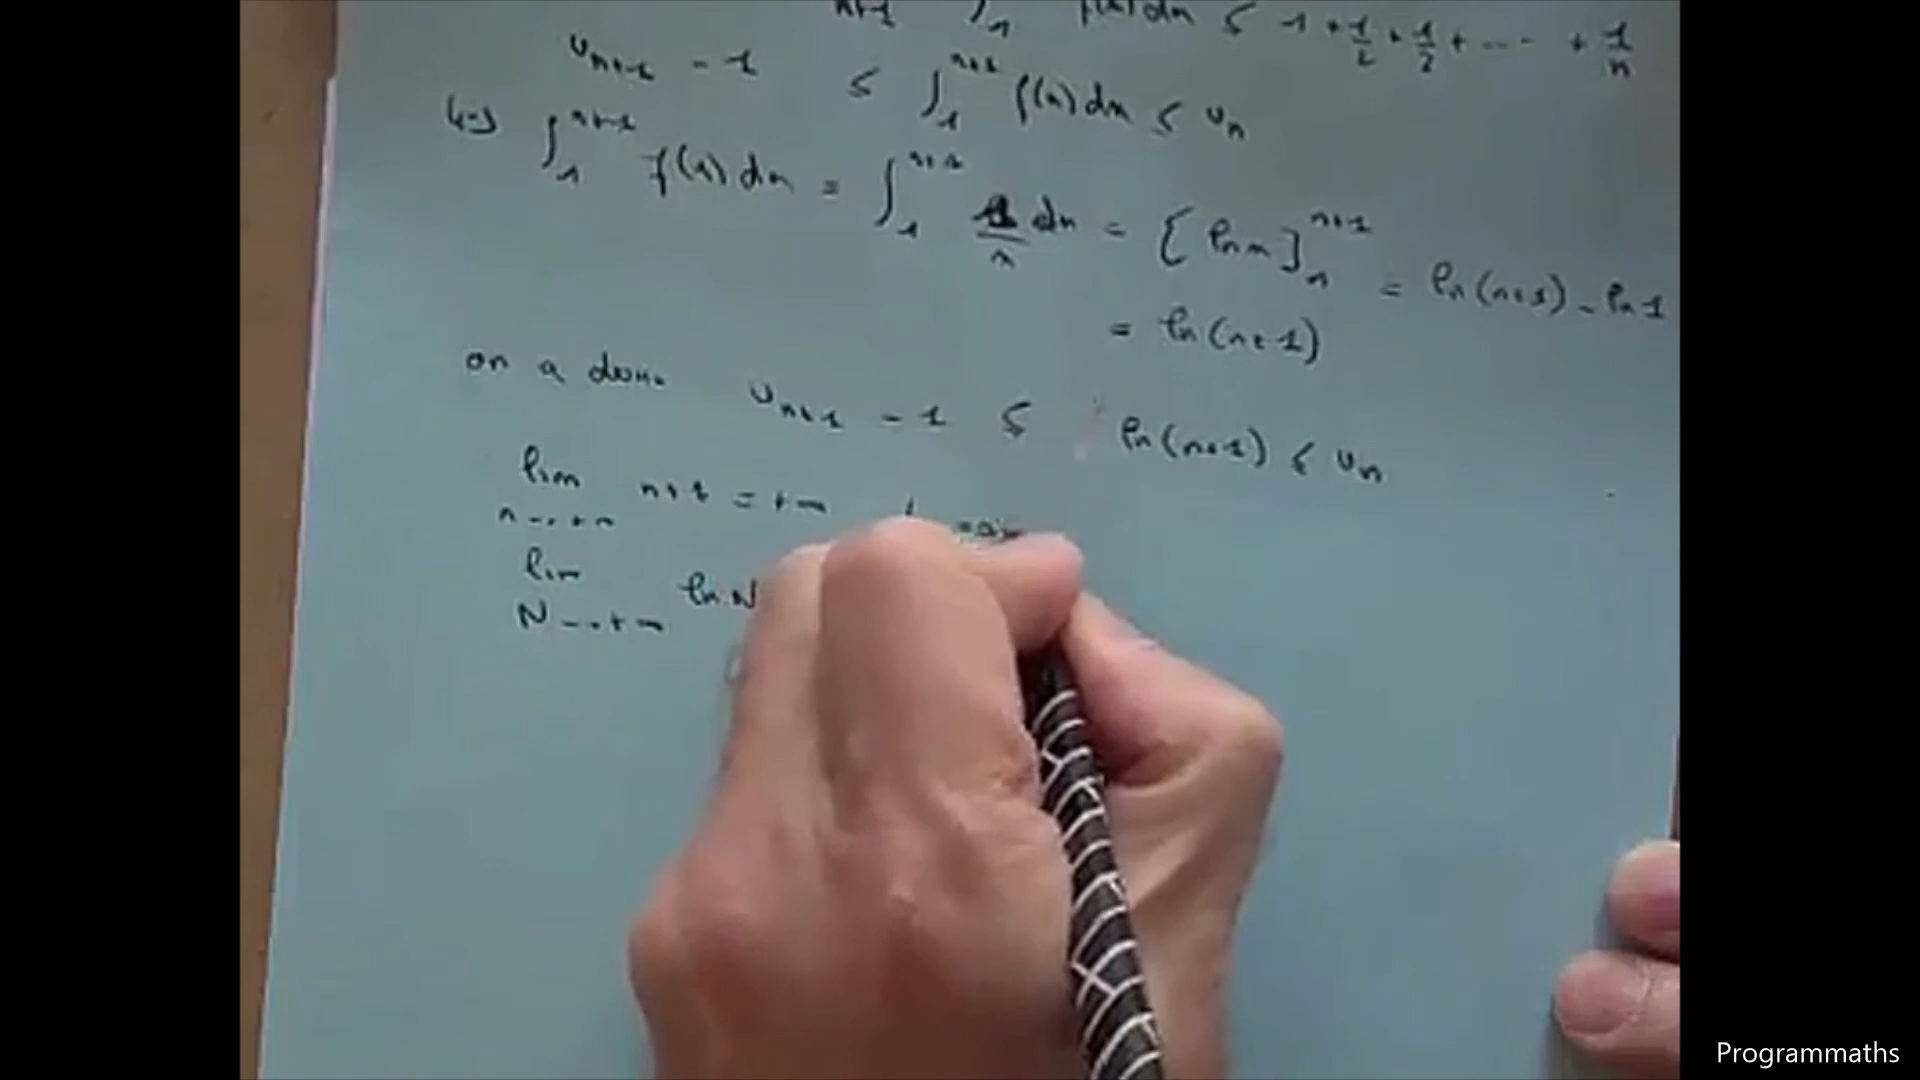 n+1 ∫₁ f(x)dx ≤ 1 + 1/2 + 1/2 + ... + 1/n
u_{n+1} - 1 ≤ ∫₁^{n+1} f(x)dx ≤ u_n
∫₁^{n+1} f(x)dx = ∫₁^{n+1} 1/x dx = [ln x]₁^{n+1} = ln(n+1) - ln 1
= ln(n+1)
on a donc u_{n+1} - 1 ≤ ln(n+1) ≤ u_n
lim n+1 = +∞
n→+∞
lim ln N
N→+∞
Programmaths